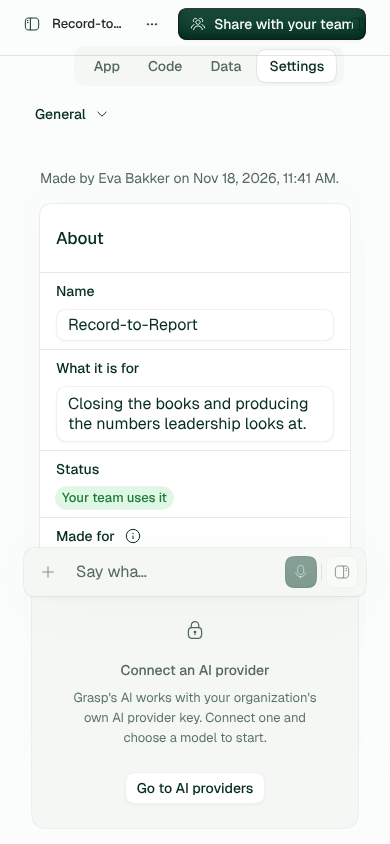 Record-to...
Share with your team
App
Code
Data
Settings
General
Made by Eva Bakker on Nov 18, 2026, 11:41 AM.
About
Name
Record-to-Report
What it is for
Closing the books and producing
the numbers leadership looks at.
Status
Your team uses it
Made for
Say wha...
Connect an AI provider
Grasp's AI works with your organization's
own AI provider key. Connect one and
choose a model to start.
Go to AI providers